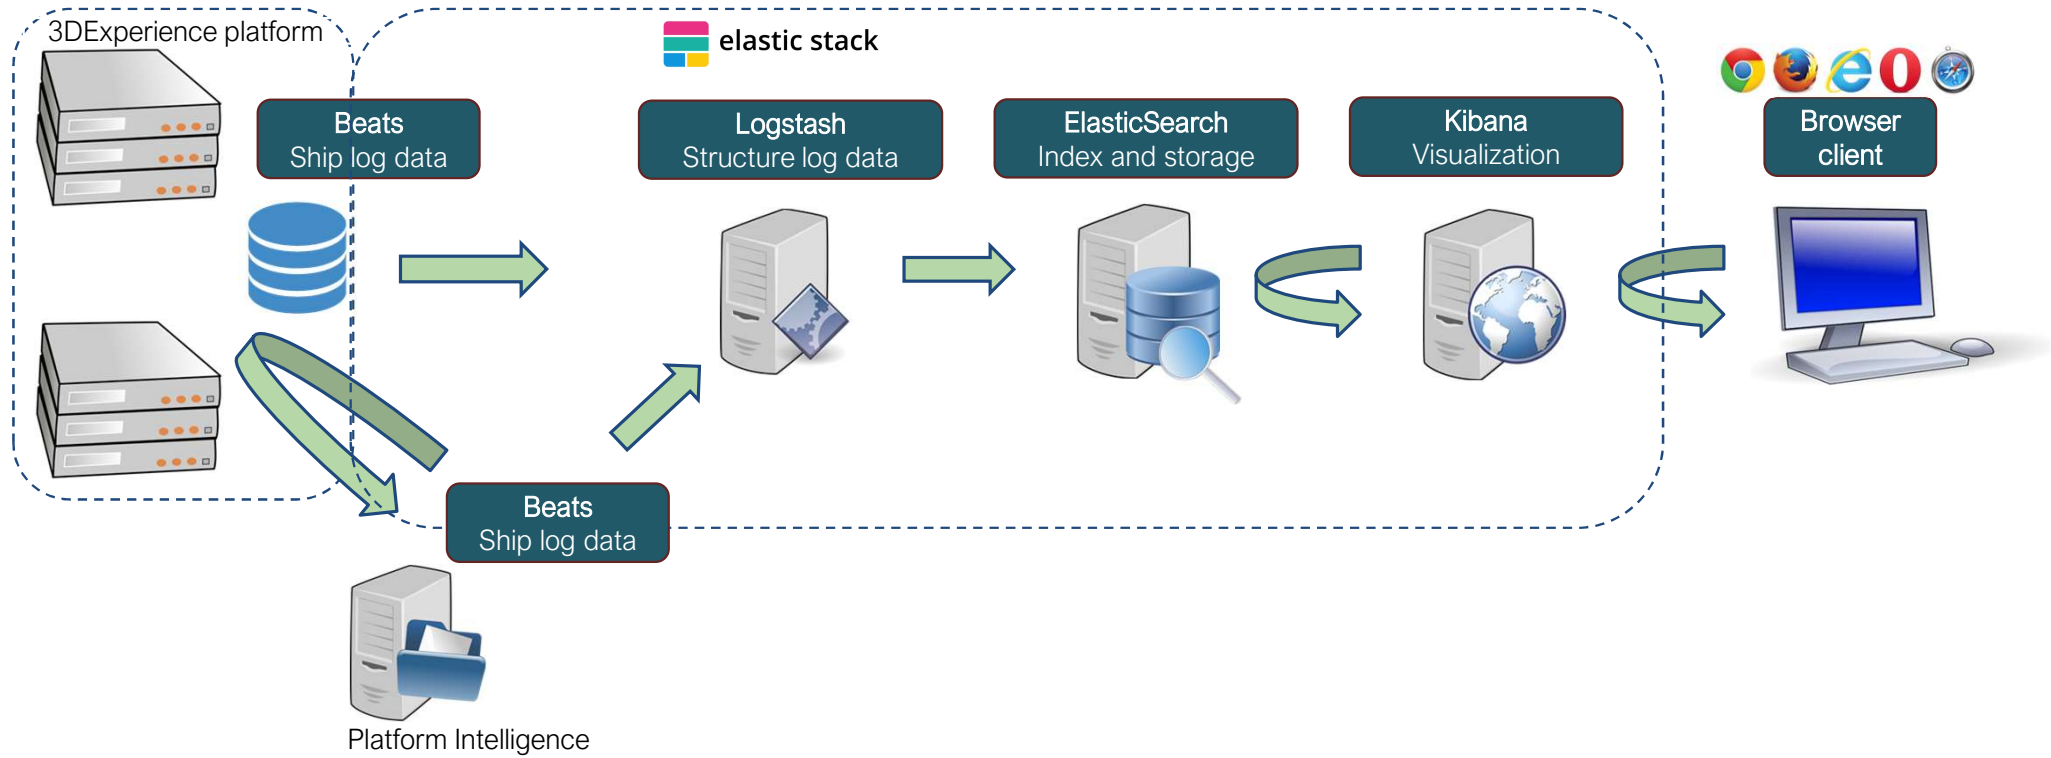 3DExperience platform
elastic stack
Beats
Ship log data
Logstash
Structure log data
ElasticSearch
Index and storage
Kibana
Visualization
Browser
client
Beats
Ship log data
Platform Intelligence